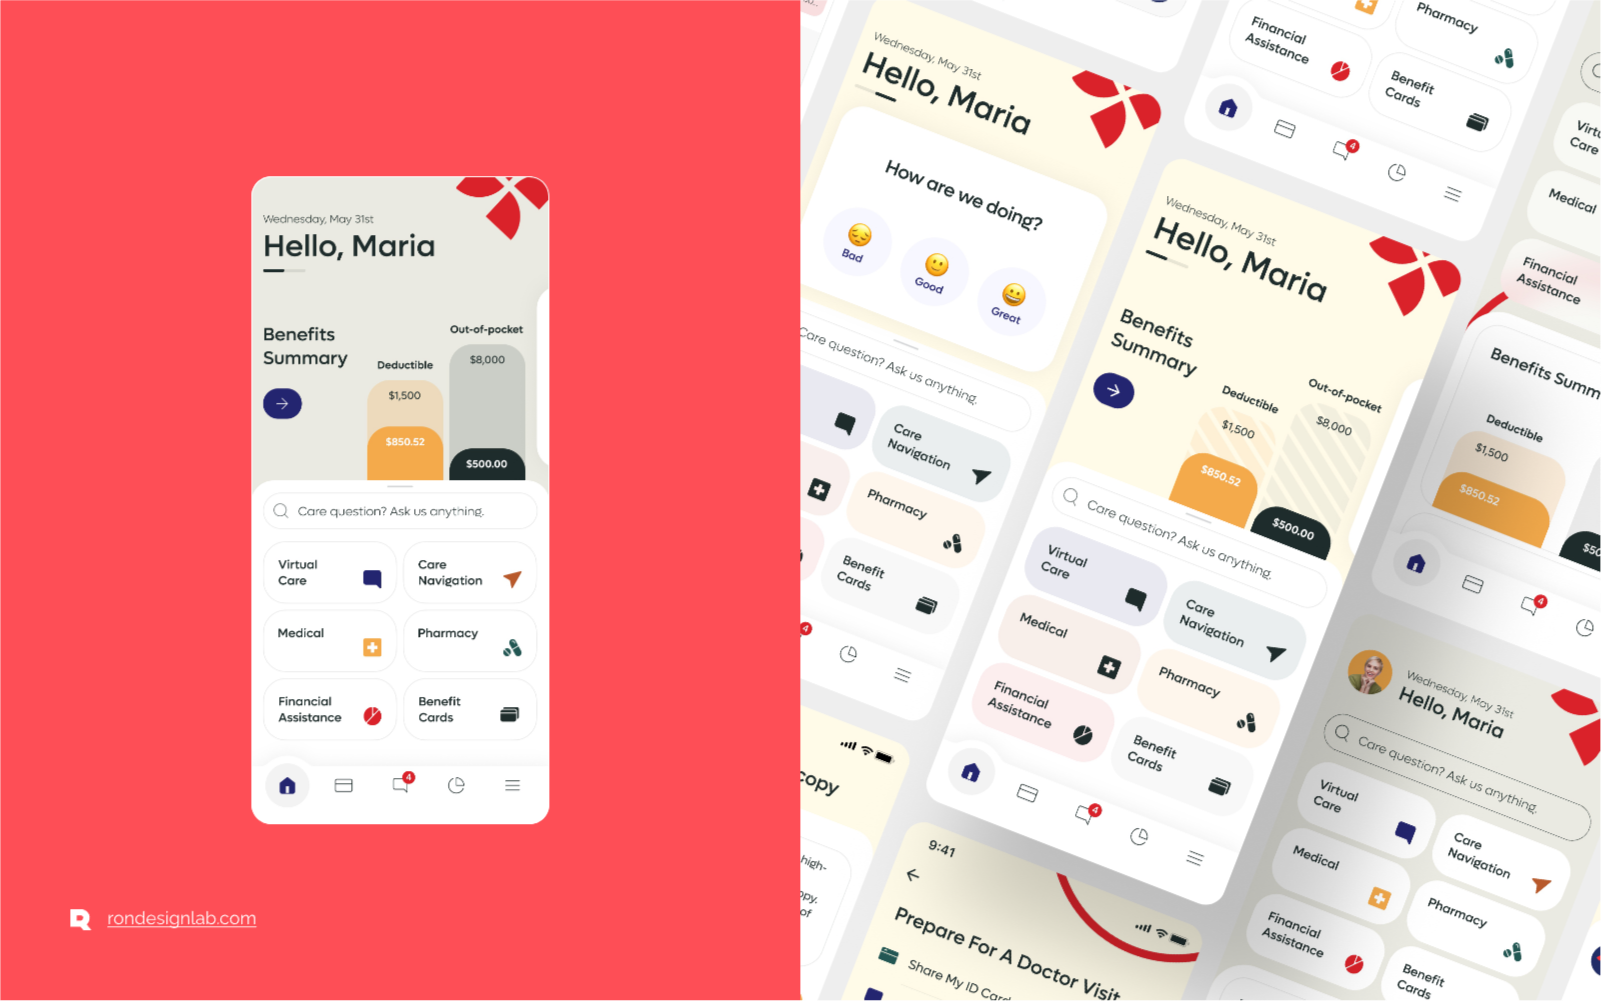 Wednesday, May 31st
Hello, Maria
Benefits
Summary
Deductible
$1,500
$850.52
Out-of-pocket
$8,000
$500.00
Care question? Ask us anything.
Virtual
Care
Care
Navigation
Medical
Pharmacy
Financial
Assistance
Benefit
Cards
4
rondesignlab.com
Wednesday, May 31st
Hello, Maria
How are we doing?
Bad
Good
Great
Care question? Ask us anything.
Care
Navigation
Pharmacy
Benefit
Cards
4
Financial
Assistance
Pharmacy
Benefit
Cards
4
Wednesday, May 31st
Hello, Maria
Benefits
Summary
Deductible
$1,500
$850.52
Out-of-pocket
$8,000
$500.00
Care question? Ask us anything.
Virtual
Care
Care
Navigation
Medical
Pharmacy
Financial
Assistance
Benefit
Cards
4
Care
Medical
Financial
Assistance
Benefits Summ
Deductible
$1,500
$850.52
4
Wednesday, May 31st
Hello, Maria
Care question? Ask us anything.
Virtual
Care
Care
Navigation
Medical
Pharmacy
Financial
Assistance
Benefit
Cards
copy
high-
opy.
of
9:41
Prepare For A Doctor Visit
Share My ID Card